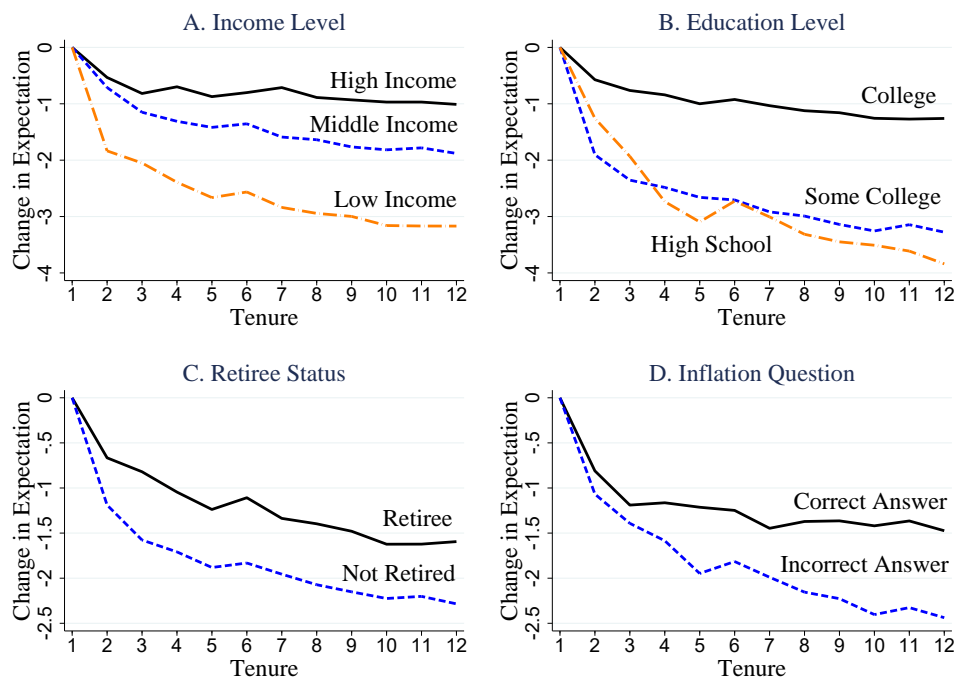 A. Income Level
Change in Expectation
0
-1
-2
-3
-4
High Income
Middle Income
Low Income
1 2 3 4 5 6 7 8 9 10 11 12
Tenure
B. Education Level
Change in Expectation
0
-1
-2
-3
-4
College
Some College
High School
1 2 3 4 5 6 7 8 9 10 11 12
Tenure
C. Retiree Status
Change in Expectation
0
-.5
-1
-1.5
-2
-2.5
Retiree
Not Retired
1 2 3 4 5 6 7 8 9 10 11 12
Tenure
D. Inflation Question
Change in Expectation
0
-.5
-1
-1.5
-2
-2.5
Correct Answer
Incorrect Answer
1 2 3 4 5 6 7 8 9 10 11 12
Tenure